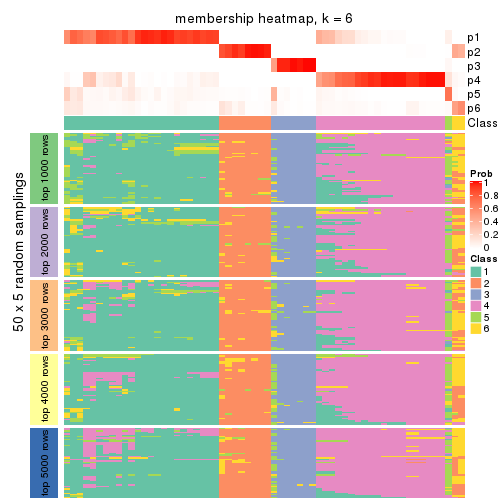 membership heatmap, k = 6
p1
p2
p3
p4
p5
p6
Class
50 x 5 random samplings
top 1000 rows
top 2000 rows
top 3000 rows
top 4000 rows
top 5000 rows
Prob
1
0.8
0.6
0.4
0.2
0
Class
1
2
3
4
5
6